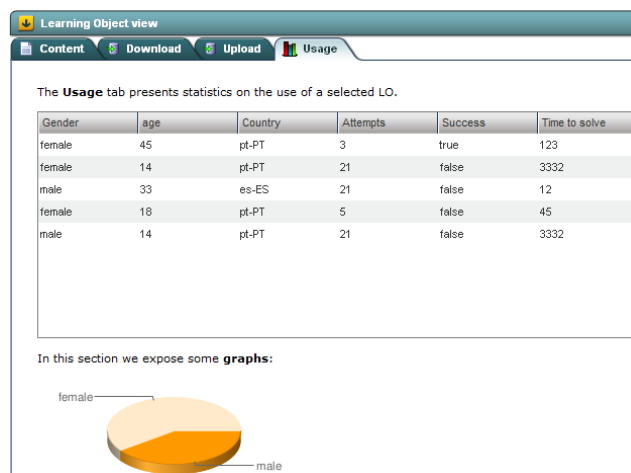 Learning Object view
Content Download Upload Usage
The Usage tab presents statistics on the use of a selected LO.
Gender age Country Attempts Success Time to solve
female 45 pt-PT 3 true 123
female 14 pt-PT 21 false 3332
male 33 es-ES 21 false 12
female 18 pt-PT 5 false 45
male 14 pt-PT 21 false 3332
In this section we expose some graphs:
female
male